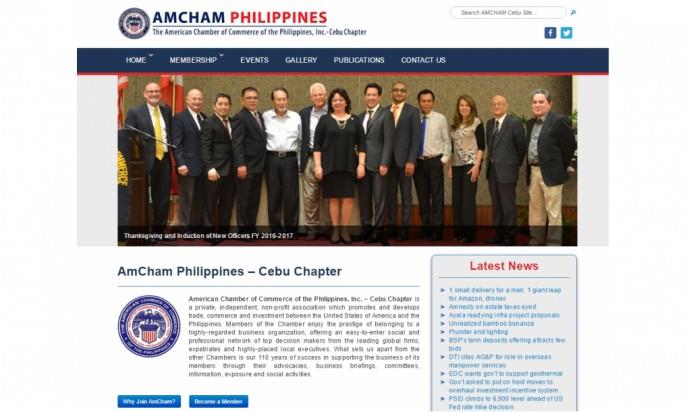 AMCHAM PHILIPPINES
The American Chamber of Commerce of the Philippines, Inc.-Cebu Chapter
Search AMCHAM Cebu Site...
HOME MEMBERSHIP EVENTS GALLERY PUBLICATIONS CONTACT US
Thanksgiving and Induction of New Officers FY 2016-2017
AmCham Philippines – Cebu Chapter
American Chamber of Commerce of the Philippines, Inc. – Cebu Chapter is
a private, independent, non-profit association which promotes and develops
trade, commerce and investment between the United States of America and the
Philippines. Members of the Chamber enjoy the prestige of belonging to a
highly-regarded business organization, offering an easy-to-enter social and
professional network of top decision makers from the leading global firms,
expatriates and highly-placed local executives. What sets us apart from the
other Chambers is our 110 years of success in supporting the business of its
members through their advocacies, business briefings, committees,
information, exposure and social activities.
Why Join AmCham? Become a Member
Latest News
1 small delivery for a man, 1 giant leap
for Amazon, drones
Amnesty on estate taxes eyed
Ayala readying infra project proposals
Unrealized bamboo bonanza
Plunder and lighting
BSP's term deposits offering attracts few
bids
DTI cites AG&P for role in overseas
manpower services
EDC wants gov't to support geothermal
Gov't asked to put on hold moves to
overhaul investment incentive system
PSEi climbs to 6,900 level ahead of US
Fed rate hike decision